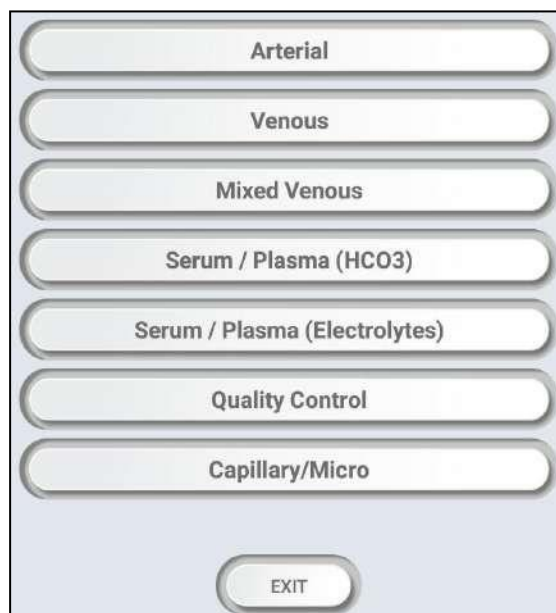 Arterial
Venous
Mixed Venous
Serum / Plasma (HCO3)
Serum / Plasma (Electrolytes)
Quality Control
Capillary/Micro
EXIT